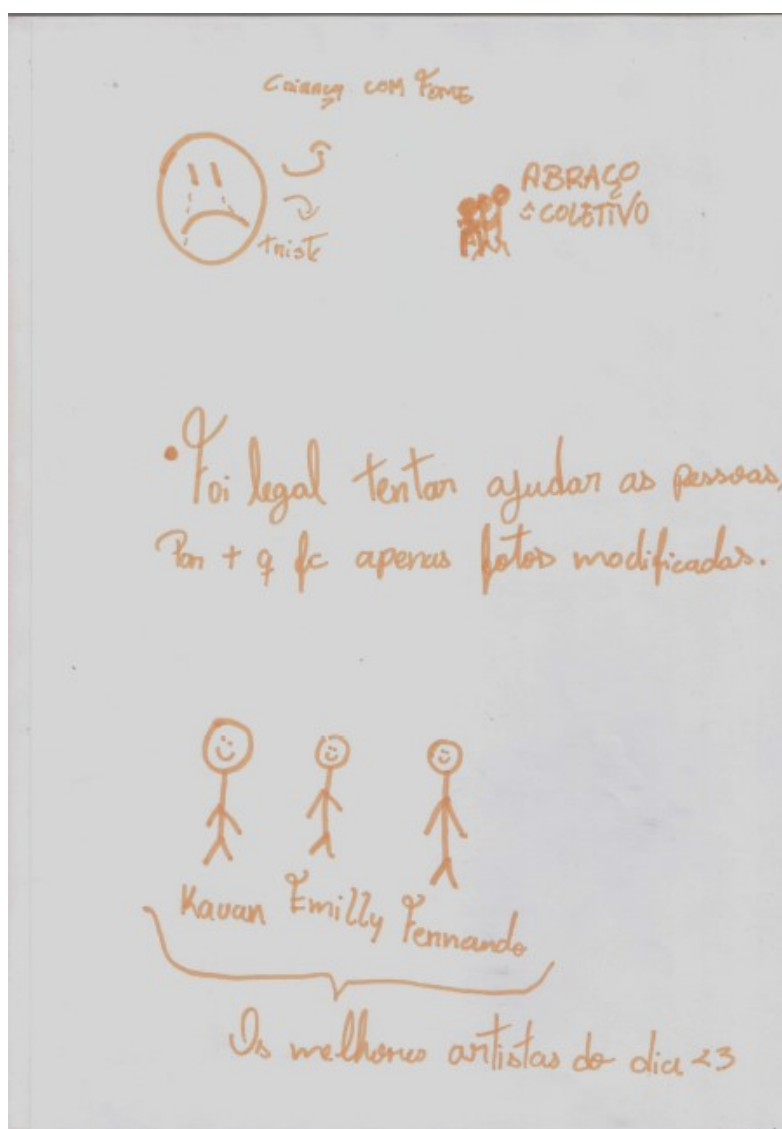 Criança COM FOME
triste
ABRAÇO
COLETIVO
• Foi legal tentar ajudar as pessoas,
Por + q fc apenas fotos modificadas.
Kauan Emilly Fernando
Os melhores artistas do dia <3